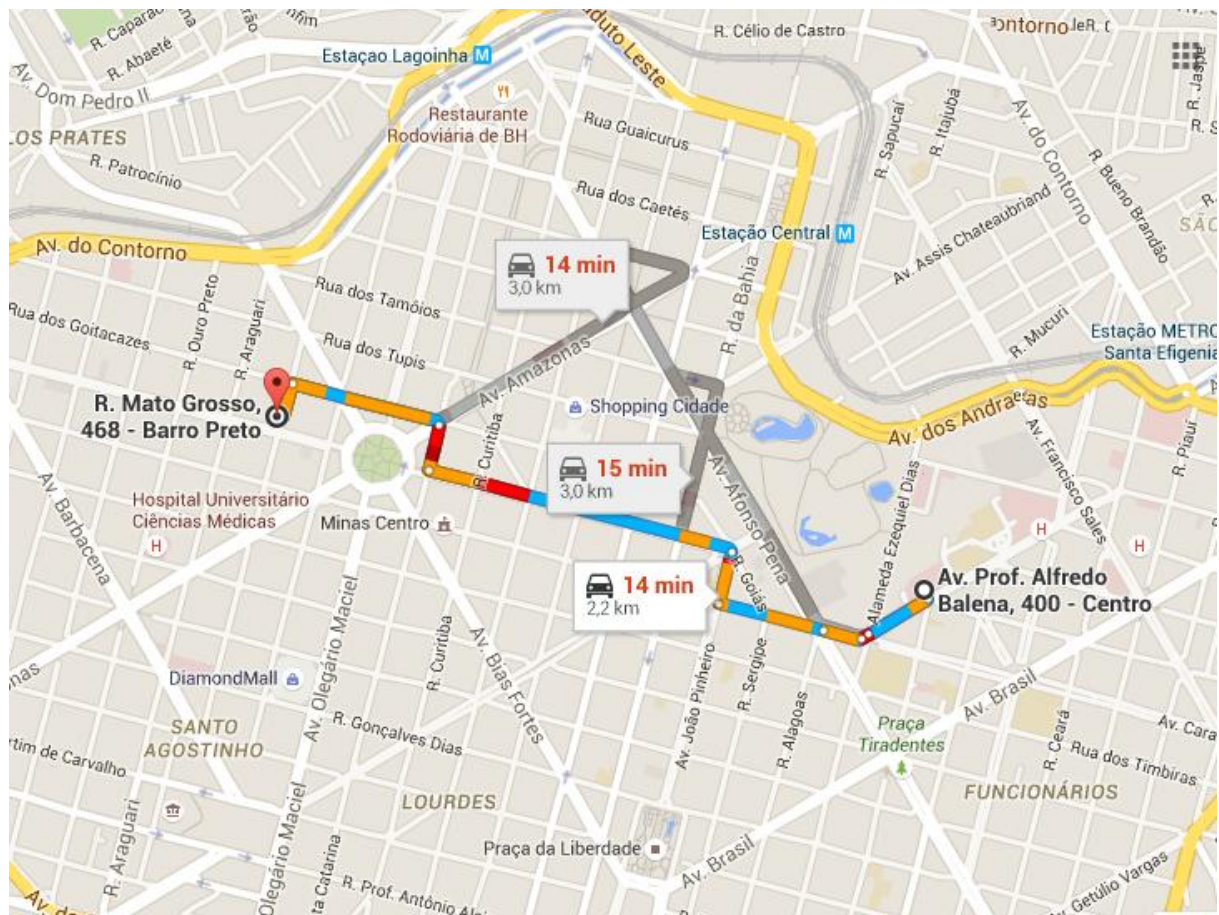 R. Caparaó
R. Abaeté
Av. Dom Pedro II
LOS PRATES
R. Patrocínio
Estaçao Lagoinha M
Restaurante
Rodoviária de BH
Viaduto Leste
R. Célio de Castro
Contorno
R. Jaspe
Rua Guaicurus
Rua dos Caetés
R. Sapucaí
R. Itajubá
Av. do Contorno
R. Bueno Brandão
Av. Assis Chateaubriand
Estação Central M
Av. do Contorno
R. Ouro Preto
R. Araguari
Rua dos Tamóios
Rua dos Goitacazes
Rua dos Tupis
14 min
3,0 km
R. da Bahia
R. Mucuri
Estação METRO
Santa Efigenia
Av. Amazonas
R. Mato Grosso,
468 - Barro Preto
Shopping Cidade
Av. dos Andradas
R. Curitiba
15 min
3,0 km
Av. Afonso Pena
Av. Francisco Sales
R. Piauí
Hospital Universitário
Ciências Médicas
H
Minas Centro
H
H
Av. Barbacena
Alameda Ezequiel Dias
R. Goiás
14 min
2,2 km
Av. Prof. Alfredo
Balena, 400 - Centro
Av. Olegário Maciel
R. Curitiba
Av. Bias Fortes
DiamondMall
Av. João Pinheiro
R. Sergipe
R. Alagoas
Av. Brasil
Praça
Tiradentes
R. Ceará
Av. Cara
Rua dos Timbiras
SANTO
AGOSTINHO
R. Gonçalves Dias
rtim de Carvalho
LOURDES
FUNCIONÁRIOS
R. Araguari
Av. Olegário Maciel
Praça da Liberdade
Av. Brasil
ta Catarina
R. Prof. Antônio
Av. Getúlio Vargas